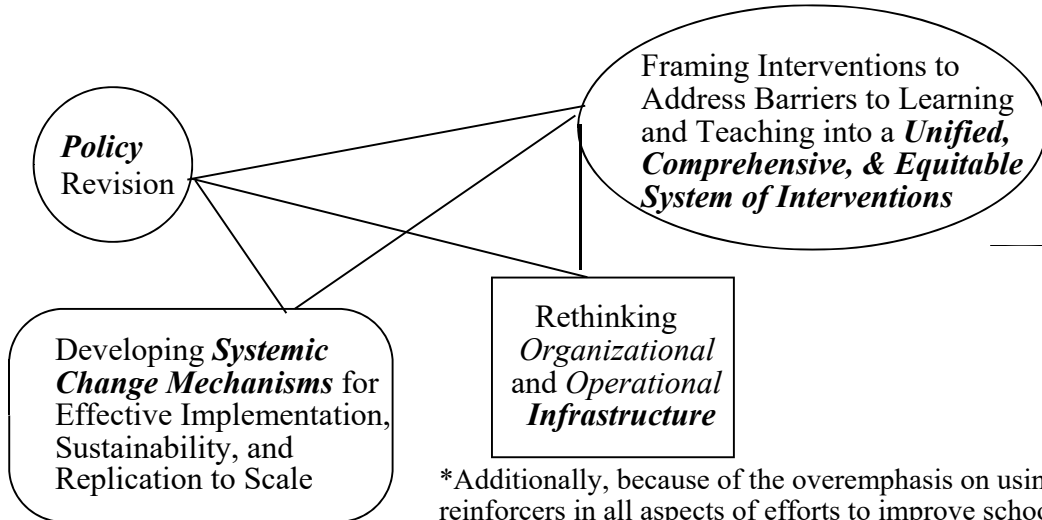 Policy
Revision
Framing Interventions to
Address Barriers to Learning
and Teaching into a Unified,
Comprehensive, & Equitable
System of Interventions
Developing Systemic
Change Mechanisms for
Effective Implementation,
Sustainability, and
Replication to Scale
Rethinking
Organizational
and Operational
Infrastructure
*Additionally, because of the overemphasis on usin
reinforcers in all aspects of efforts to improve schoo